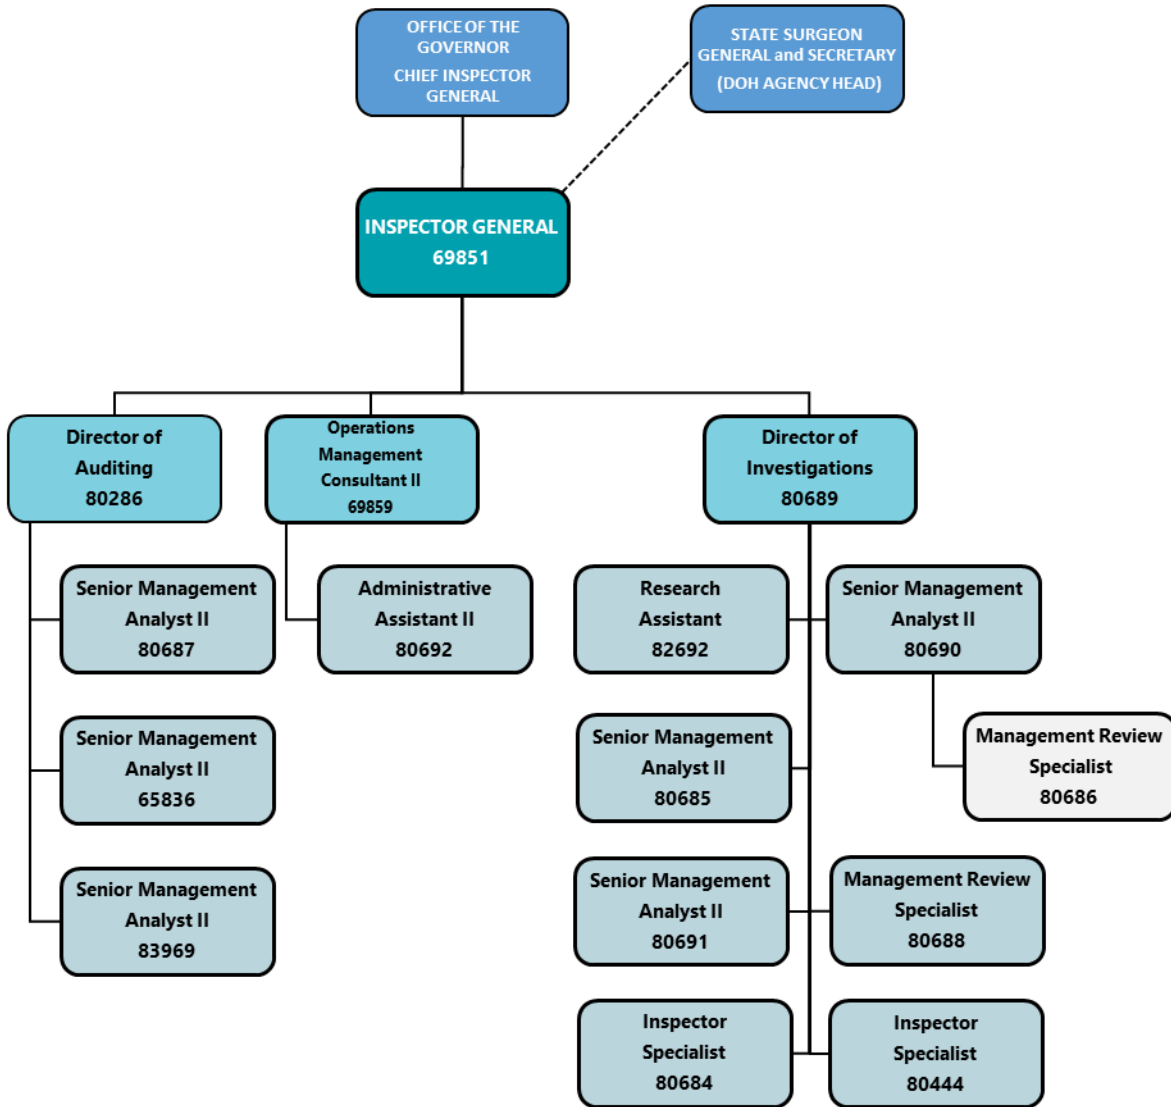 OFFICE OF THE
GOVERNOR
CHIEF INSPECTOR
GENERAL
STATE SURGEON
GENERAL and SECRETARY
(DOH AGENCY HEAD)
INSPECTOR GENERAL
69851
Director of
Auditing
80286
Operations
Management
Consultant II
69859
Director of
Investigations
80689
Senior Management
Analyst II
80687
Administrative
Assistant II
80692
Research
Assistant
82692
Senior Management
Analyst II
80690
Senior Management
Analyst II
65836
Senior Management
Analyst II
80685
Management Review
Specialist
80686
Senior Management
Analyst II
83969
Senior Management
Analyst II
80691
Management Review
Specialist
80688
Inspector
Specialist
80684
Inspector
Specialist
80444